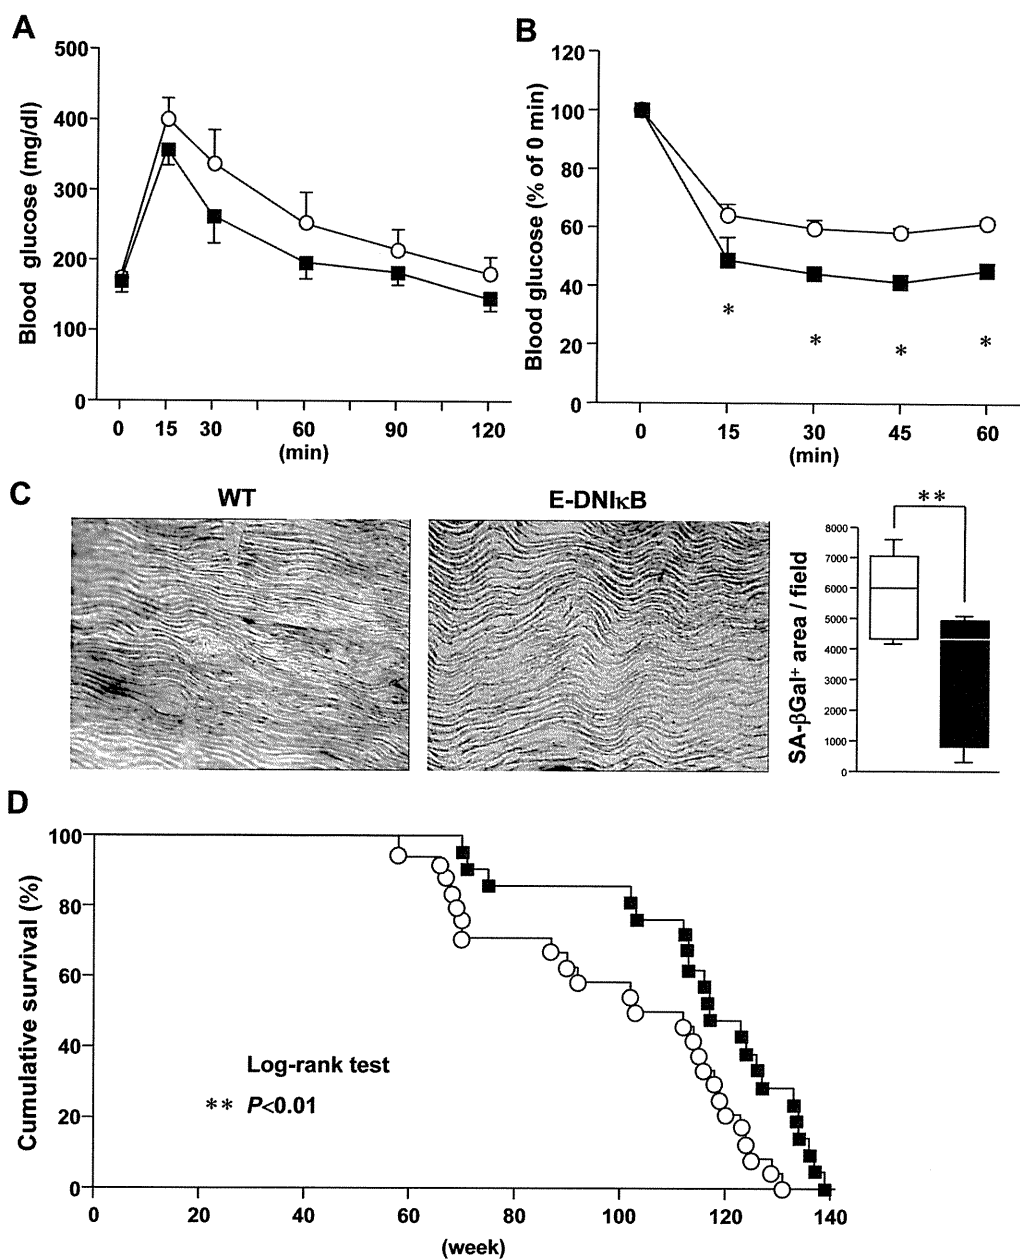 A
Blood glucose (mg/dl)
500
400
300
200
100
0
0 15 30 60 90 120
(min)
B
Blood glucose (% of 0 min)
120
100
80
60
40
20
0
* * * *
0 15 30 45 60
(min)
C
WT
E-DNIκB
SA-βGal+ area / field
**
8000
7000
6000
5000
4000
3000
2000
1000
0
D
Cumulative survival (%)
100
80
60
40
20
0
Log-rank test
** P<0.01
0 20 40 60 80 100 120 140
(week)